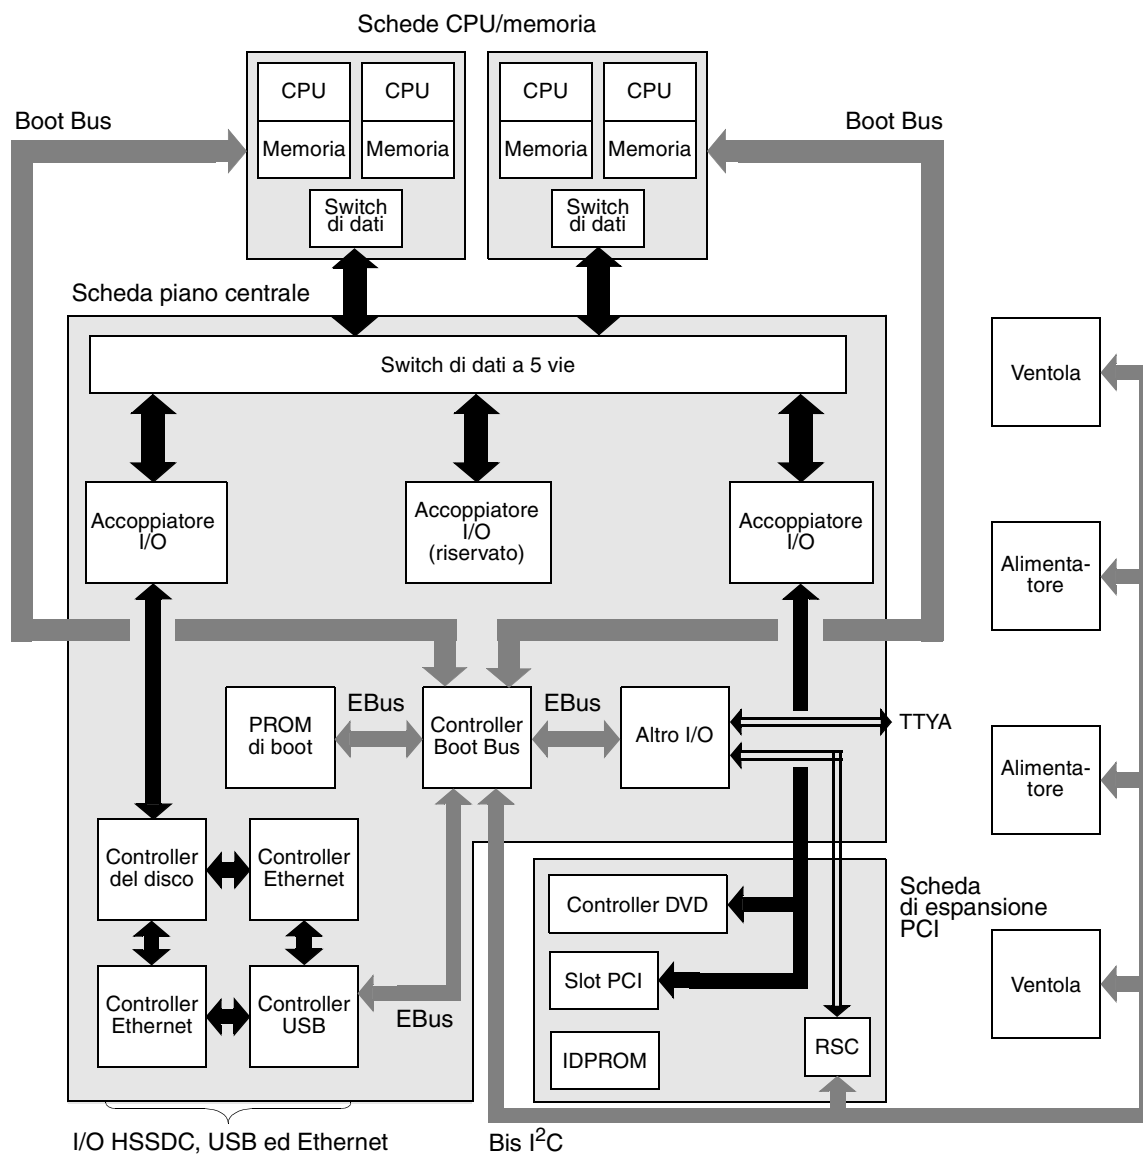 Schede CPU/memoria
CPU
CPU
CPU
CPU
Boot Bus
Boot Bus
Memoria
Memoria
Memoria
Memoria
Switch
di dati
Switch
di dati
Scheda piano centrale
Switch di dati a 5 vie
Ventola
Accoppiatore
I/O
Accoppiatore
I/O
(riservato)
Accoppiatore
I/O
Alimenta-
tore
EBus
EBus
PROM
di boot
Controller
Boot Bus
Altro I/O
TTYA
Alimenta-
tore
Controller
del disco
Controller
Ethernet
Controller DVD
Scheda
di espansione
PCI
Controller
Ethernet
Controller
USB
EBus
Slot PCI
Ventola
IDPROM
RSC
I/O HSSDC, USB ed Ethernet
Bis I²C